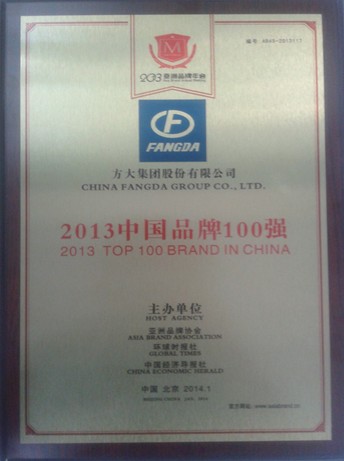 M
2013亚洲品牌年会
FANGDA
方大集团股份有限公司
CHINA FANGDA GROUP CO., LTD.
2013中国品牌100强
2013 TOP 100 BRAND IN CHINA
主办单位
HOST AGENCY
亚洲品牌协会
ASIA BRAND ASSOCIATION
环球时报社
GLOBAL TIMES
中国经济导报社
CHINA ECONOMIC HERALD
中国 北京 2014.1
官方网站: